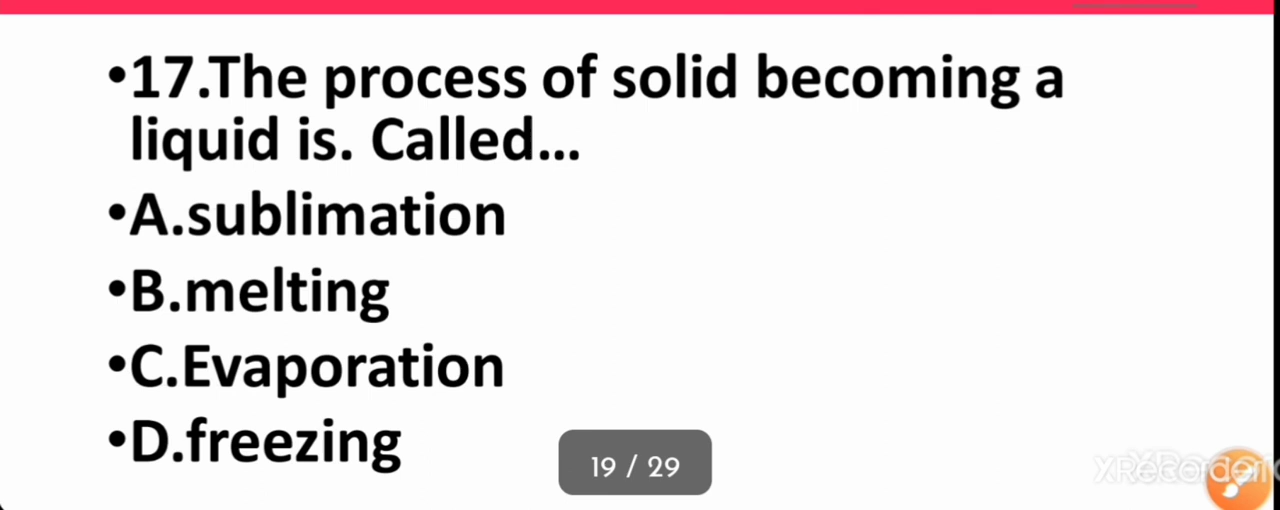 •17.The process of solid becoming a
liquid is. Called...
•A.sublimation
•B.melting
•C.Evaporation
•D.freezing
19 / 29
XRecorder